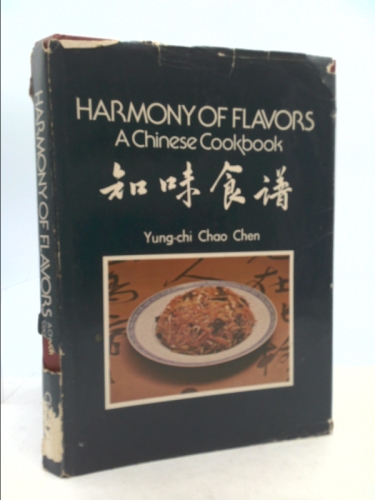 HARMONY OF FLAVORS
A Chinese Cookbook
知味食谱
Yung-chi Chao Chen
HARMONY OF FLAVORS